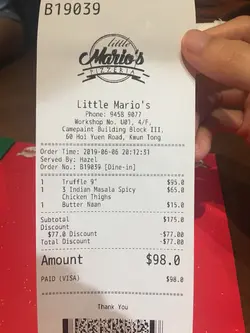 B19039
Little
Mario's
PIZZERIA
Little Mario's
Phone: 9458 9077
Workshop No. U01, 4/F,
Camepaint Building Block III,
60 Hoi Yuen Road, Kwun Tong
Order Time: 2019-06-06 20:12:31
Served By: Hazel
Order No.: B19039 [Dine-in]
1 Truffle 9" $95.0
1 3 Indian Masala Spicy $65.0
Chicken Thighs
1 Butter Naan $15.0
Subtotal $175.0
Discount
$77.0 Discount -$77.00
Total Discount -$77.00
Amount $98.0
PAID (VISA) $98.0
Thank You